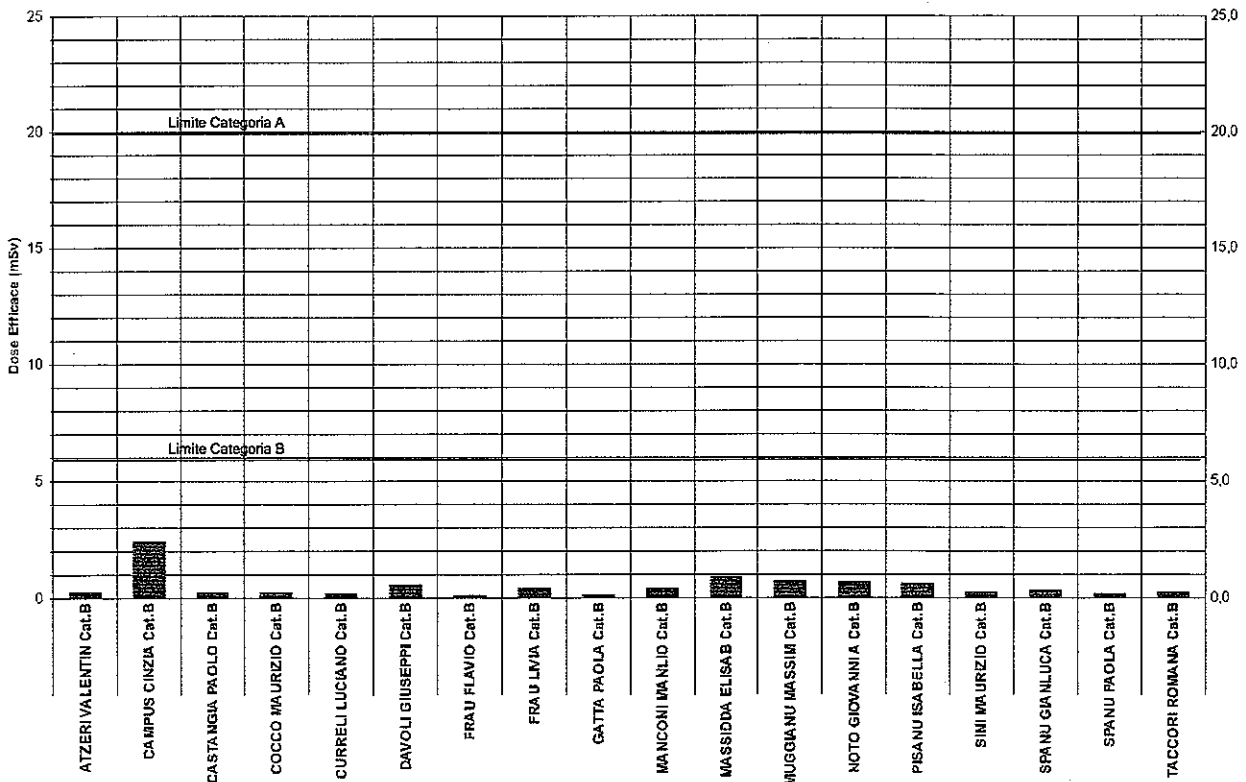 25
20
15
10
5
0
Dose Efficace (mSv)
Limite Categoria A
Limite Categoria B
25,0
20,0
15,0
10,0
5,0
0,0
ATZERI VALENTIN Cat.B
CAMPUS CINZIA Cat.B
CASTANGIA PAOLO Cat.B
COCCO MAURIZIO Cat.B
CURRELI LUCIANO Cat.B
DAVOLI GIUSEPPI Cat.B
FRAU FLAVIO Cat.B
FRAU LIVIA Cat.B
GATTA PAOLA Cat.B
MANCONI MANLIO Cat.B
MASSIDDA ELISAB Cat.B
MUGGIANU MASSIM Cat.B
NOTO GIOVANNI A Cat.B
PISANU ISABELLA Cat.B
SINI MAURIZIO Cat.B
SPANU GIANLUCA Cat.B
SPANU PAOLA Cat.B
TACCORI ROMANA Cat.B